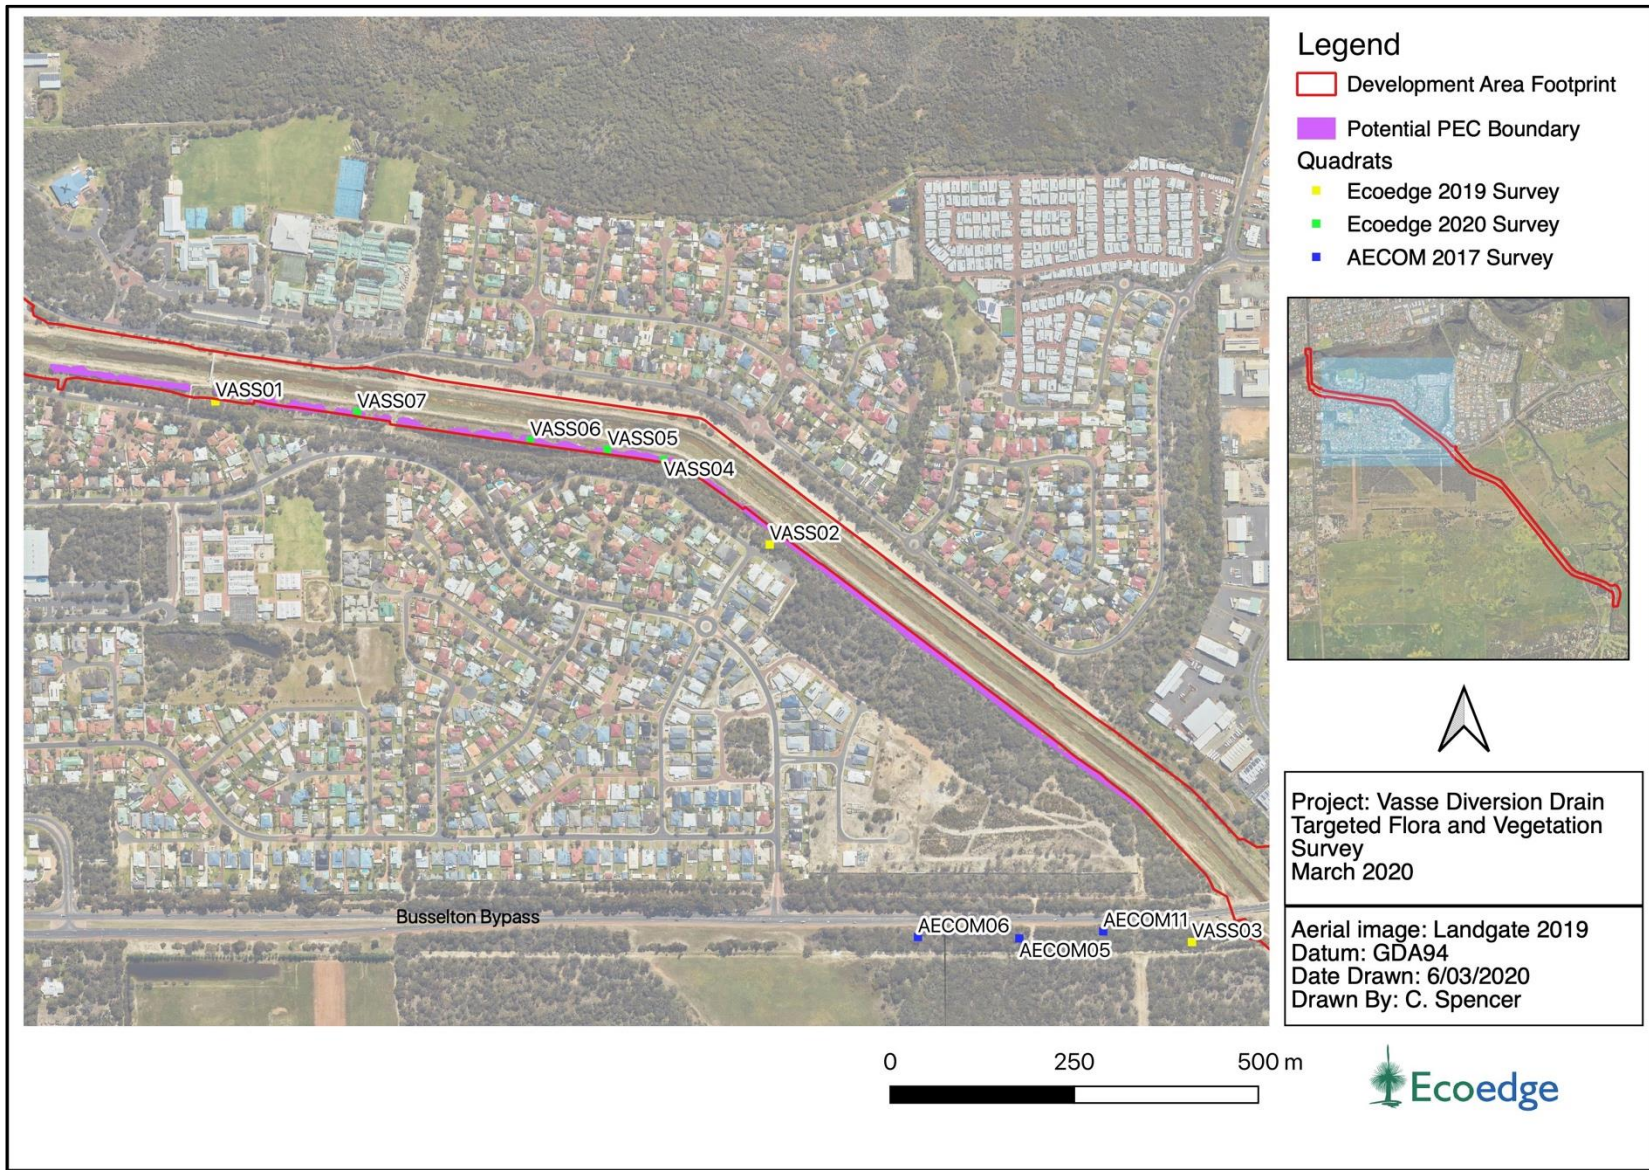 Legend
Development Area Footprint
Potential PEC Boundary
Quadrats
Ecoedge 2019 Survey
Ecoedge 2020 Survey
AECOM 2017 Survey
VASS01
VASS07
VASS06
VASS05
VASS04
VASS02
Busselton Bypass
AECOM06
AECOM05
AECOM11
VASS03
Project: Vasse Diversion Drain
Targeted Flora and Vegetation
Survey
March 2020
Aerial image: Landgate 2019
Datum: GDA94
Date Drawn: 6/03/2020
Drawn By: C. Spencer
0 250 500 m
Ecoedge